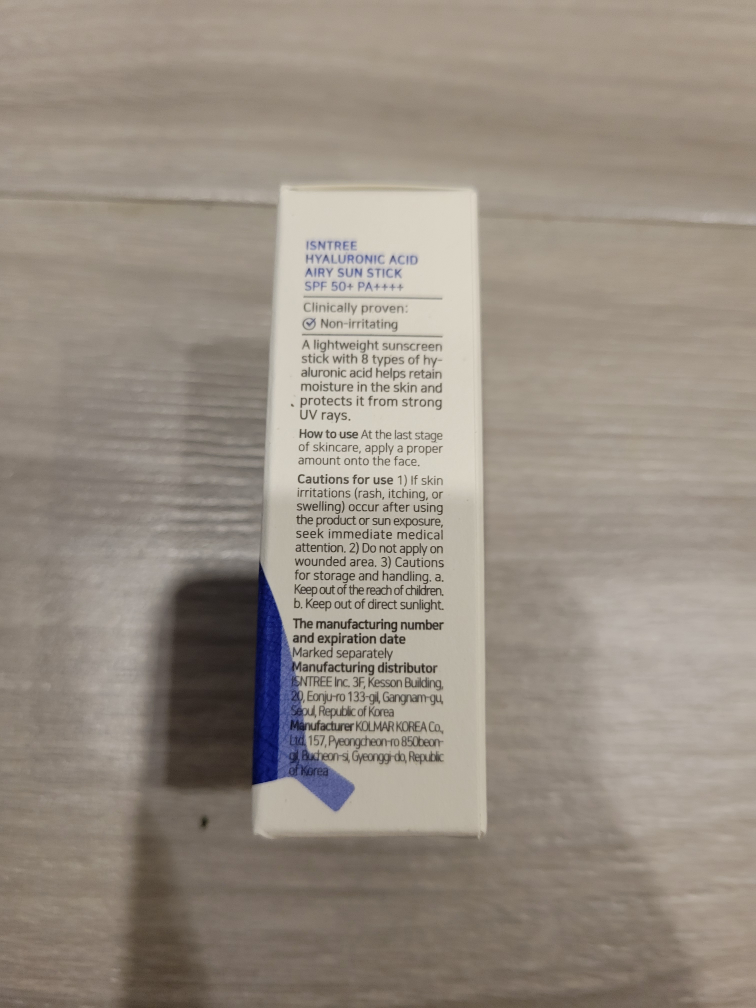 ISNTREE
HYALURONIC ACID
AIRY SUN STICK
SPF 50+ PA++++
Clinically proven:
Non-irritating
A lightweight sunscreen
stick with 8 types of hy-
aluronic acid helps retain
moisture in the skin and
protects it from strong
UV rays.
How to use At the last stage
of skincare, apply a proper
amount onto the face.
Cautions for use 1) If skin
irritations (rash, itching, or
swelling) occur after using
the product or sun exposure,
seek immediate medical
attention. 2) Do not apply on
wounded area. 3) Cautions
for storage and handling. a.
Keep out of the reach of children.
b. Keep out of direct sunlight.
The manufacturing number
and expiration date
Marked separately
Manufacturing distributor
ISNTREE Inc. 3F, Kesson Building,
20, Eonju-ro 133-gil, Gangnam-gu,
Seoul, Republic of Korea
Manufacturer KOLMAR KOREA Co.,
Ltd. 157, Pyeongcheon-ro 850beon-
gil, Bucheon-si, Gyeonggi-do, Republic
of Korea